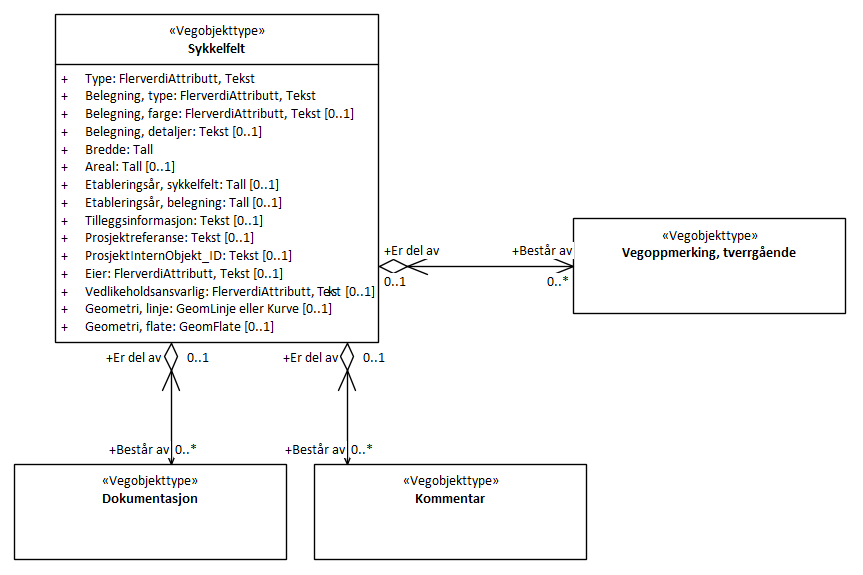 «Vegobjekttype»
Sykkelfelt
+ Type: FlerverdiAttributt, Tekst
+ Belegning, type: FlerverdiAttributt, Tekst
+ Belegning, farge: FlerverdiAttributt, Tekst [0..1]
+ Belegning, detaljer: Tekst [0..1]
+ Bredde: Tall
+ Areal: Tall [0..1]
+ Etableringsår, sykkelfelt: Tall [0..1]
+ Etableringsår, belegning: Tall [0..1]
+ Tilleggsinformasjon: Tekst [0..1]
+ Prosjektreferanse: Tekst [0..1]
+ ProsjektInternObjekt_ID: Tekst [0..1]
+ Eier: FlerverdiAttributt, Tekst [0..1]
+ Vedlikeholdsansvarlig: FlerverdiAttributt, Tekst [0..1]
+ Geometri, linje: GeomLinje eller Kurve [0..1]
+ Geometri, flate: GeomFlate [0..1]
+Er del av +Består av
0..1 0..*
«Vegobjekttype»
Vegoppmerking, tverrgående
+Er del av 0..1
+Er del av 0..1
+Består av 0..*
+Består av 0..*
«Vegobjekttype»
Dokumentasjon
«Vegobjekttype»
Kommentar